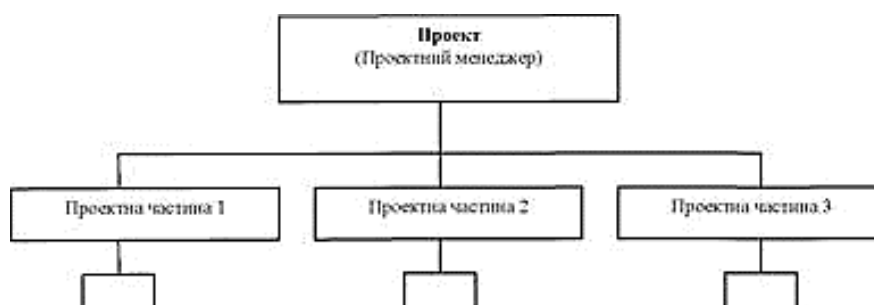 Проект
(Проектний менеджер)
Проектна частина 1
Проектна частина 2
Проектна частина 3